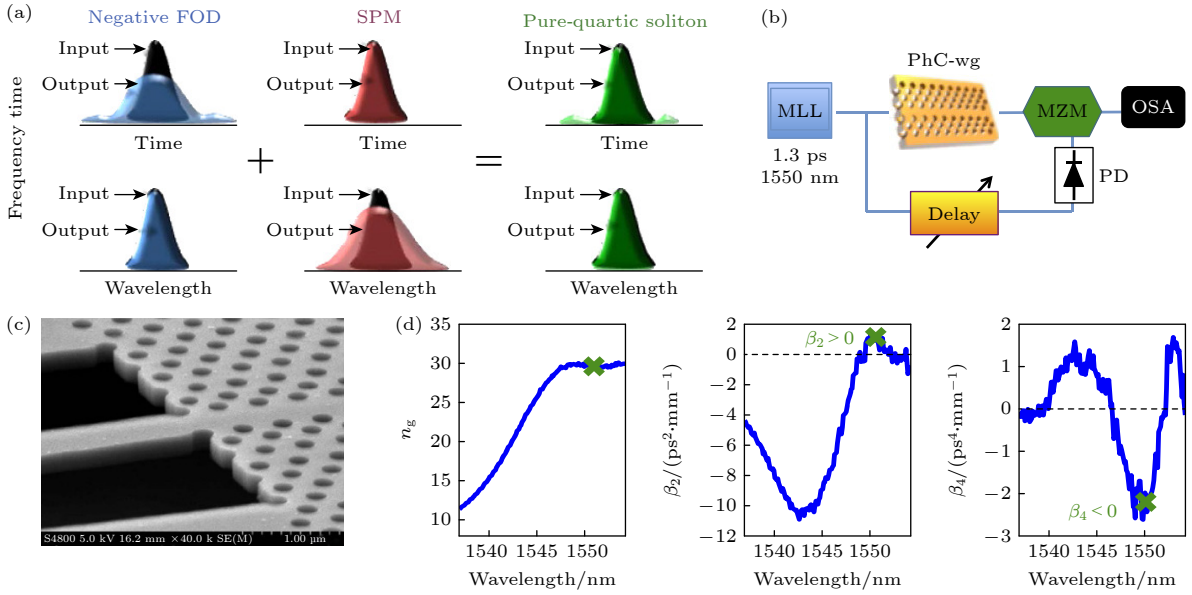 (a)
Negative FOD
SPM
Pure-quartic soliton
Frequency time
Input
Output
Time
Input
Output
Time
Input
Output
Time
+
=
Input
Output
Wavelength
Input
Output
Wavelength
Input
Output
Wavelength
(b)
PhC-wg
MLL
MZM
OSA
1.3 ps
1550 nm
PD
Delay
(c)
S4800 5.0 kV 16.2 mm ×40.0 k SE(M)
1.00 μm
(d)
35
30
25
20
15
10
n_g
1540 1545 1550
Wavelength/nm
2
0
−2
−4
−6
−8
−10
−12
β₂/(ps²·mm⁻¹)
β₂ > 0
1540 1545 1550
Wavelength/nm
2
1
0
−1
−2
−3
β₄/(ps⁴·mm⁻¹)
β₄ < 0
1540 1545 1550
Wavelength/nm